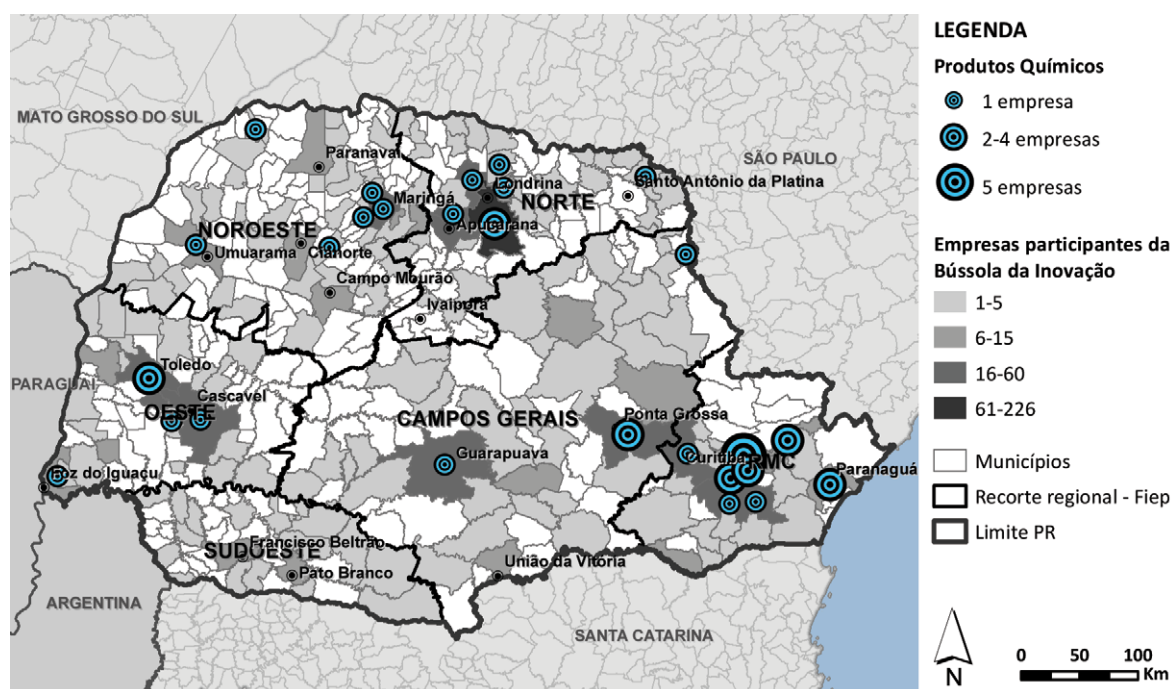 MATO GROSSO DO SUL
SÃO PAULO
Paranavaí
Londrina
Santo Antônio da Platina
Maringá
NORTE
NOROESTE
Apucarana
Umuarama
Cianorte
Campo Mourão
Ivaiporã
PARAGUAI
Toledo
Cascavel
OESTE
CAMPOS GERAIS
Ponta Grossa
Guarapuava
Curitiba
RMC
Paranaguá
Foz do Iguaçu
Francisco Beltrão
SUDOESTE
Pato Branco
União da Vitória
ARGENTINA
SANTA CATARINA
LEGENDA
Produtos Químicos
1 empresa
2-4 empresas
5 empresas
Empresas participantes da
Bússola da Inovação
1-5
6-15
16-60
61-226
Municípios
Recorte regional - Fiep
Limite PR
N
0 50 100
Km